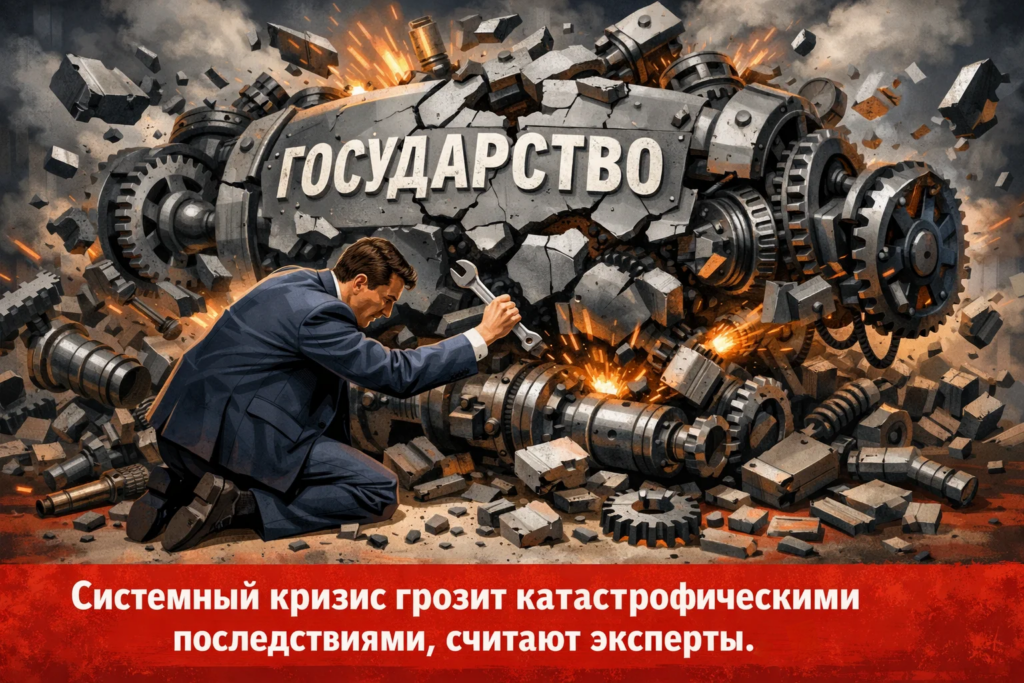 ГОСУДАРСТВО
Системный кризис грозит катастрофическими
последствиями, считают эксперты.